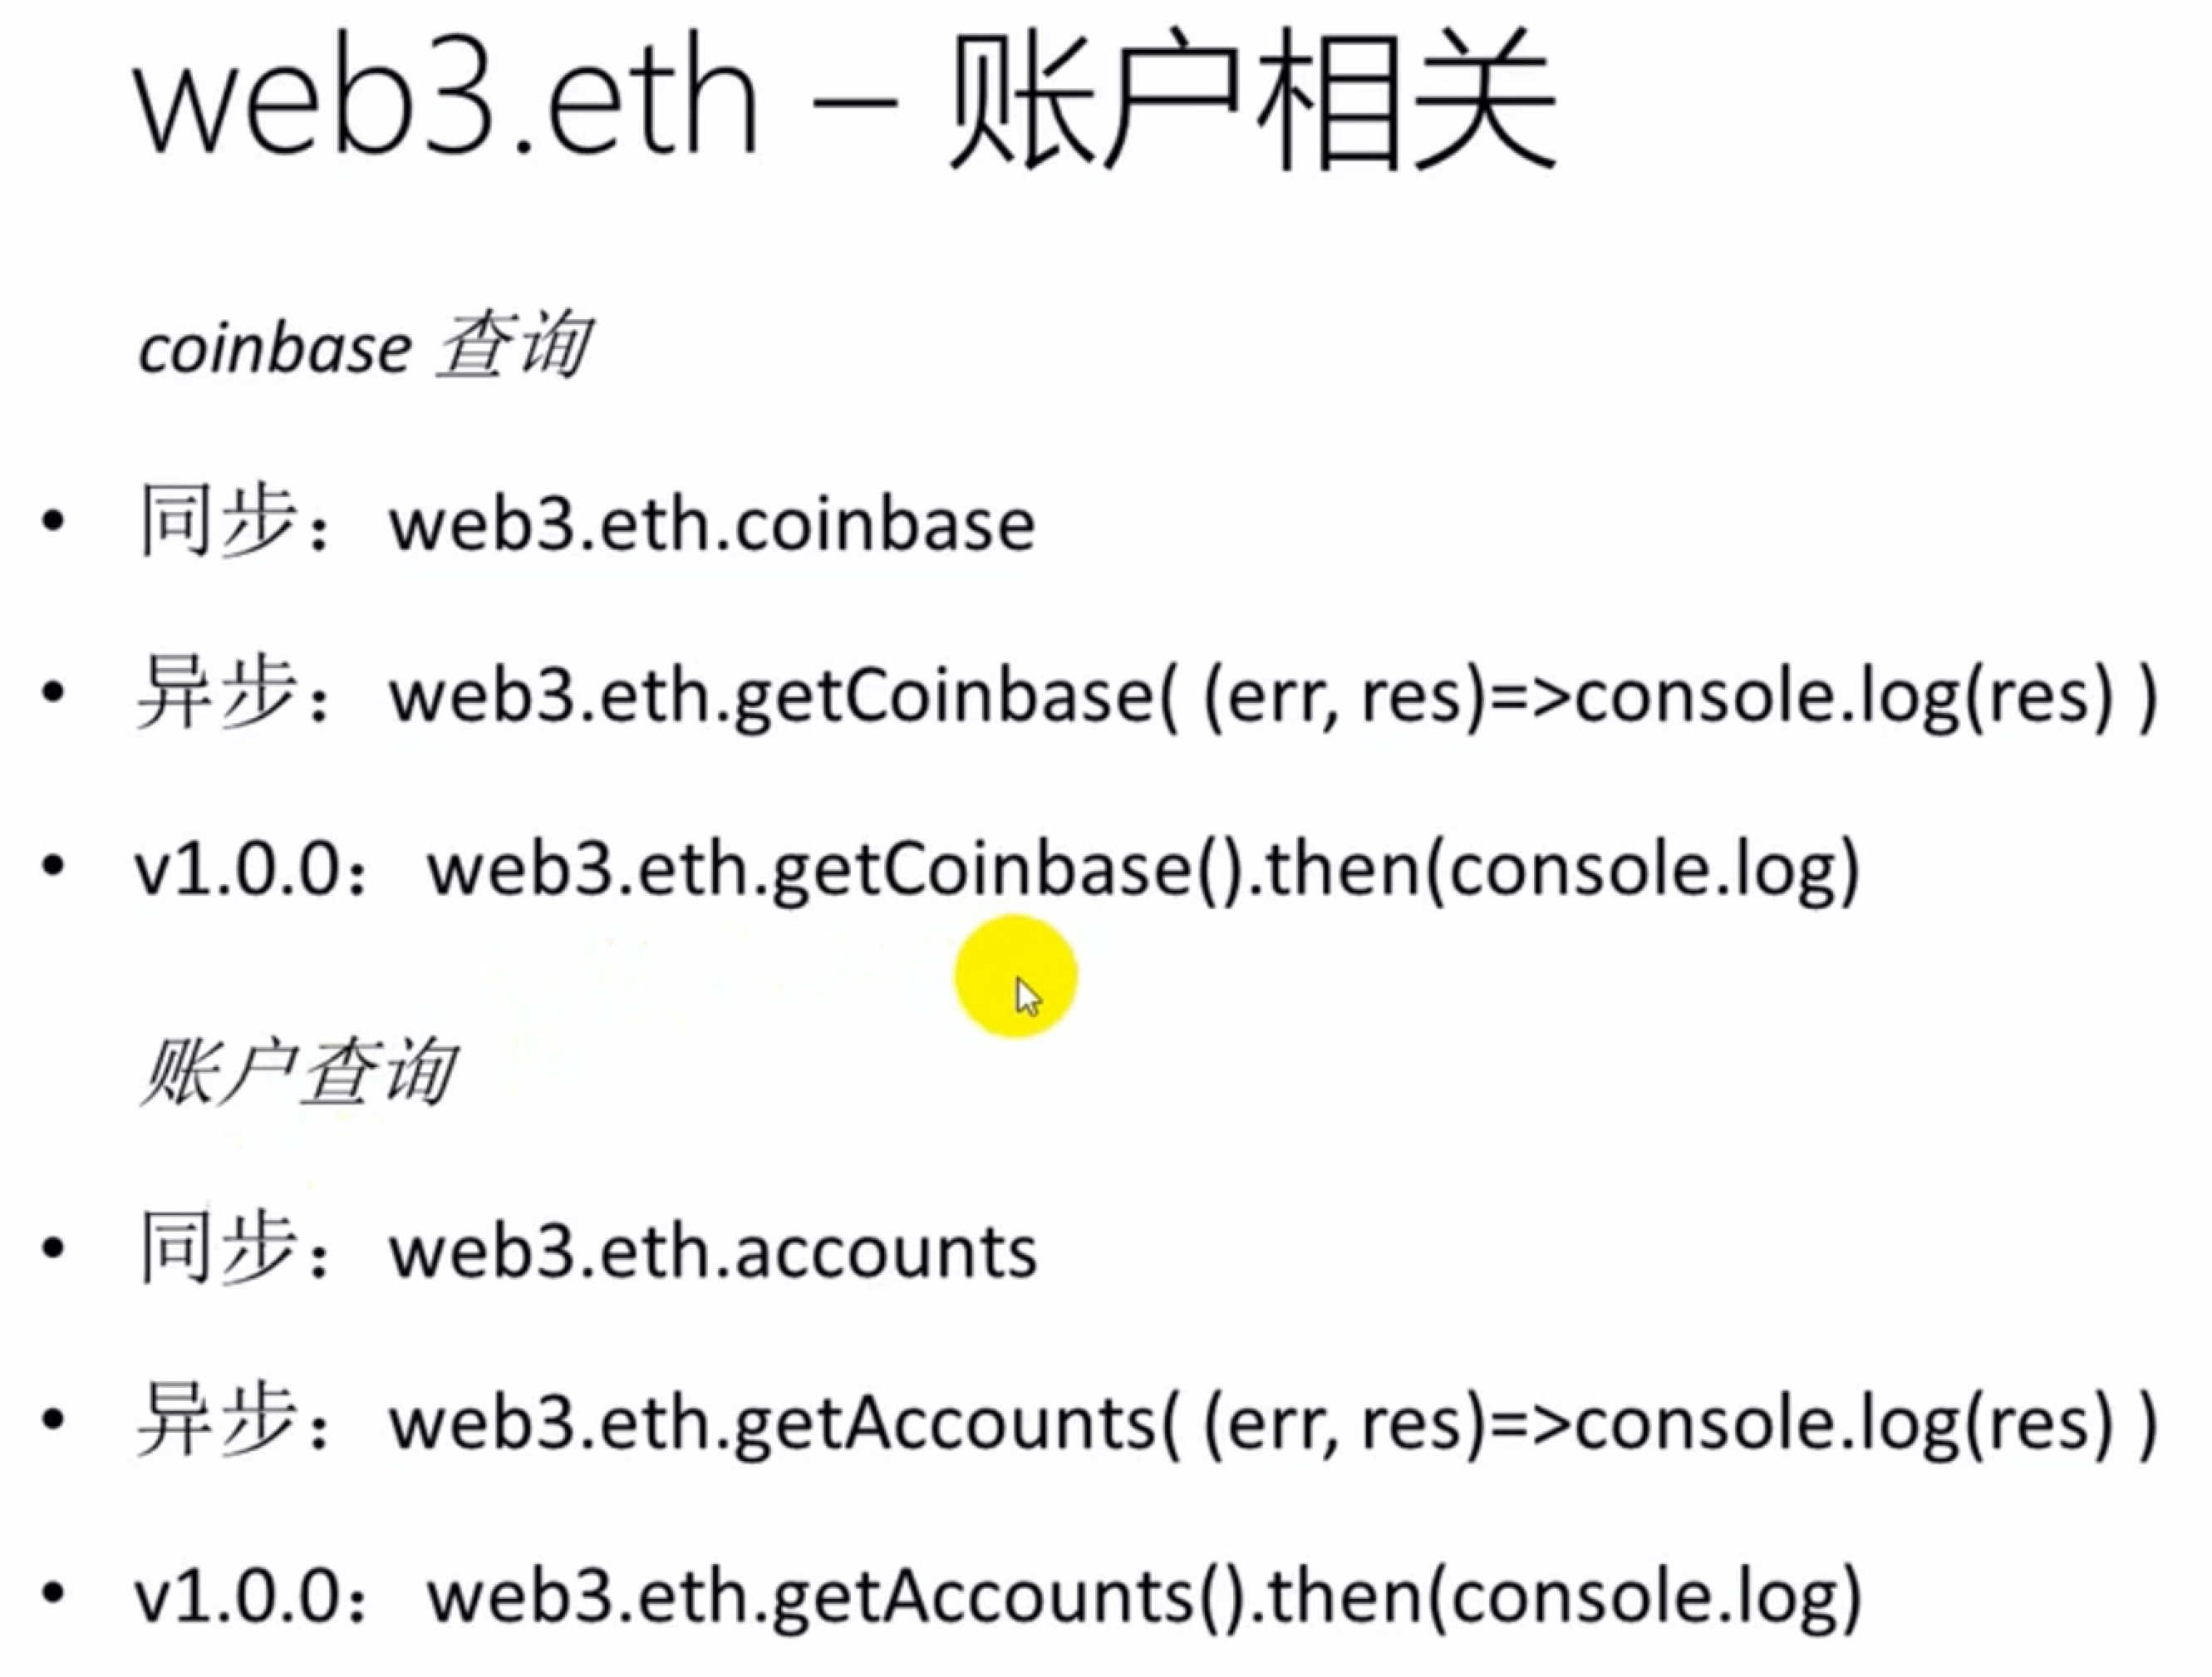 web3.eth – 账户相关
coinbase 查询
• 同步： web3.eth.coinbase
• 异步： web3.eth.getCoinbase( (err, res)=>console.log(res) )
• v1.0.0： web3.eth.getCoinbase().then(console.log)
账户查询
• 同步： web3.eth.accounts
• 异步： web3.eth.getAccounts( (err, res)=>console.log(res) )
• v1.0.0： web3.eth.getAccounts().then(console.log)